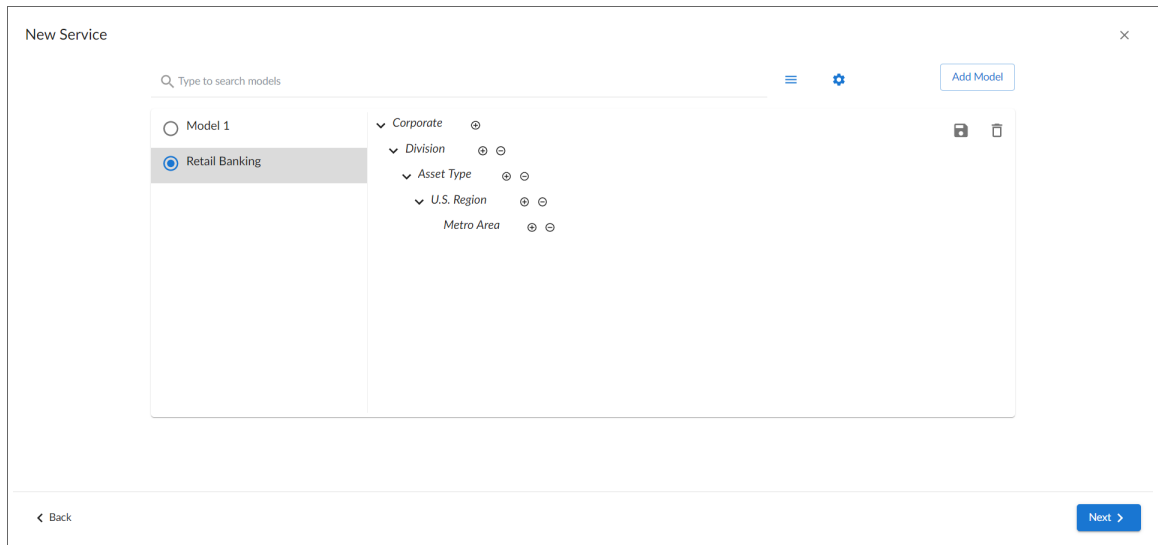 New Service
Type to search models
Add Model
Model 1
Retail Banking
Corporate
Division
Asset Type
U.S. Region
Metro Area
Back
Next